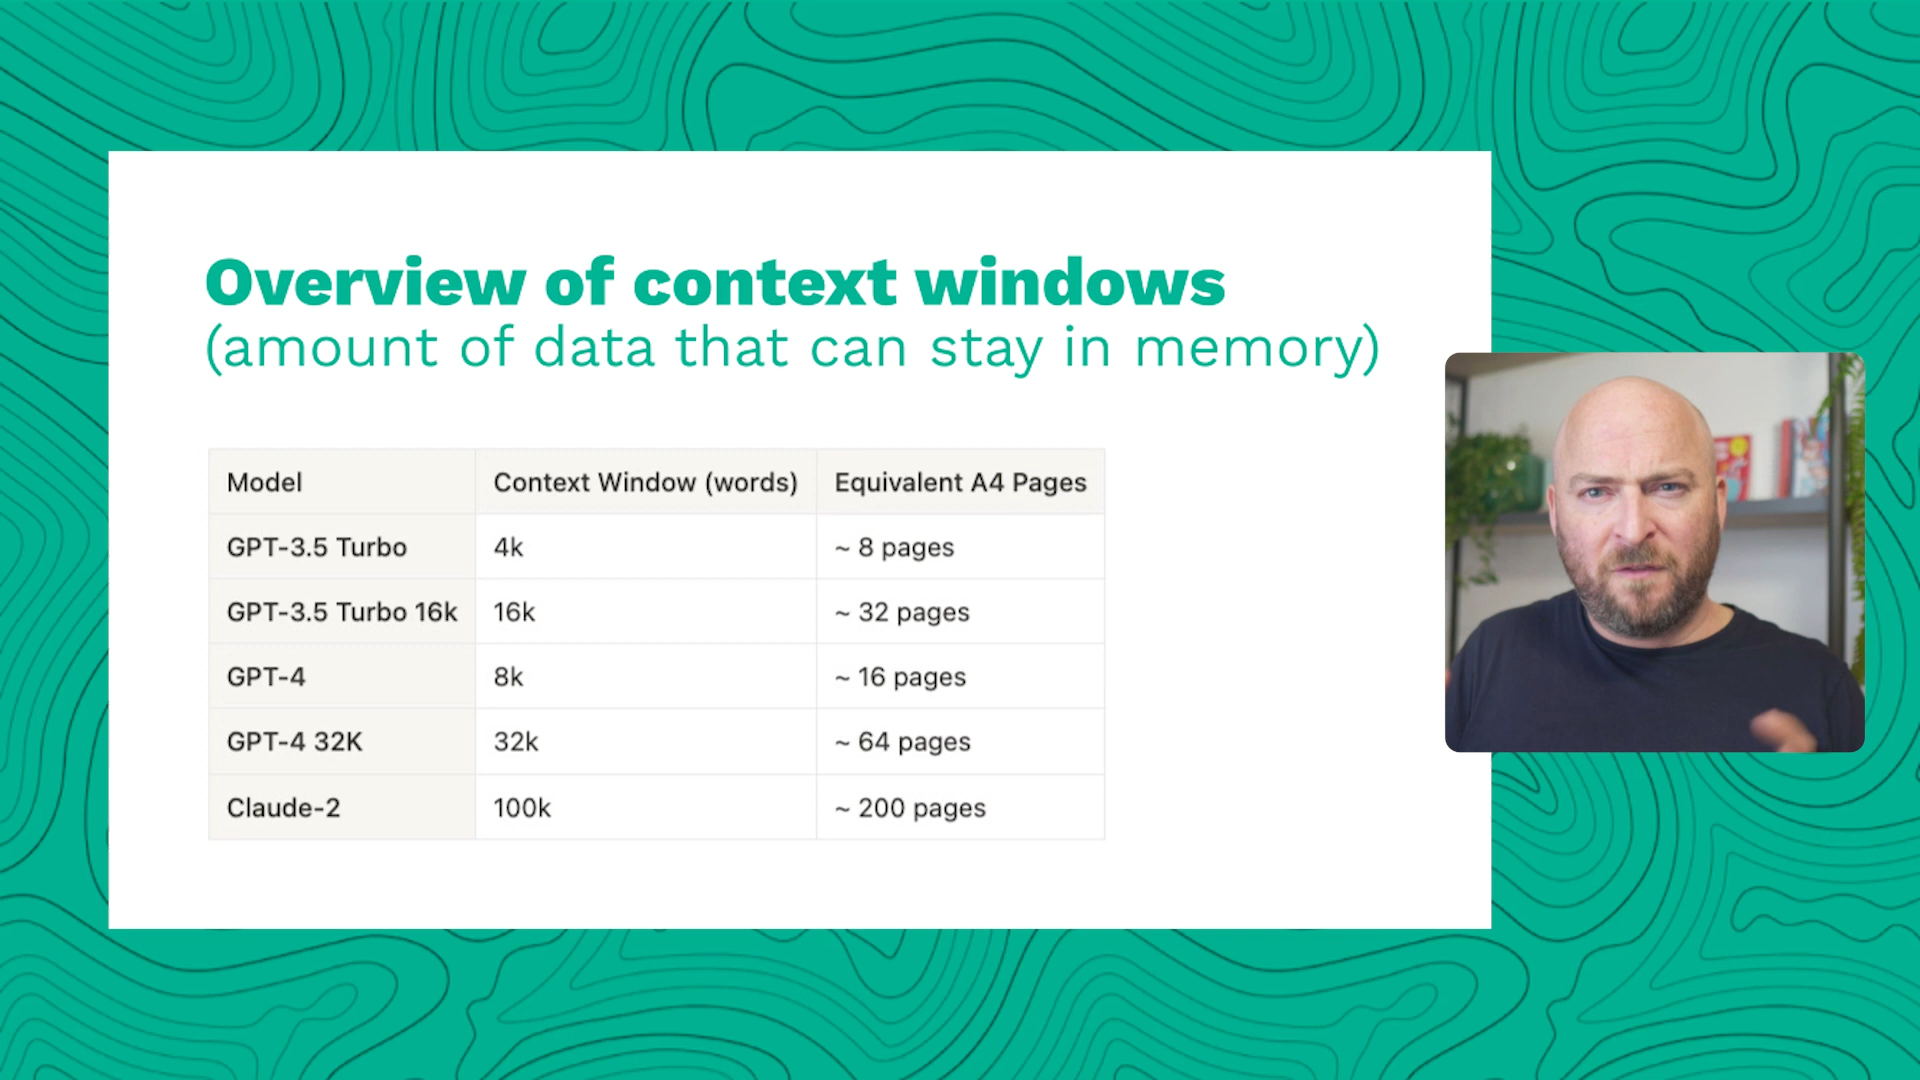 Overview of context windows
(amount of data that can stay in memory)
Model Context Window (words) Equivalent A4 Pages
GPT-3.5 Turbo 4k ~ 8 pages
GPT-3.5 Turbo 16k 16k ~ 32 pages
GPT-4 8k ~ 16 pages
GPT-4 32K 32k ~ 64 pages
Claude-2 100k ~ 200 pages